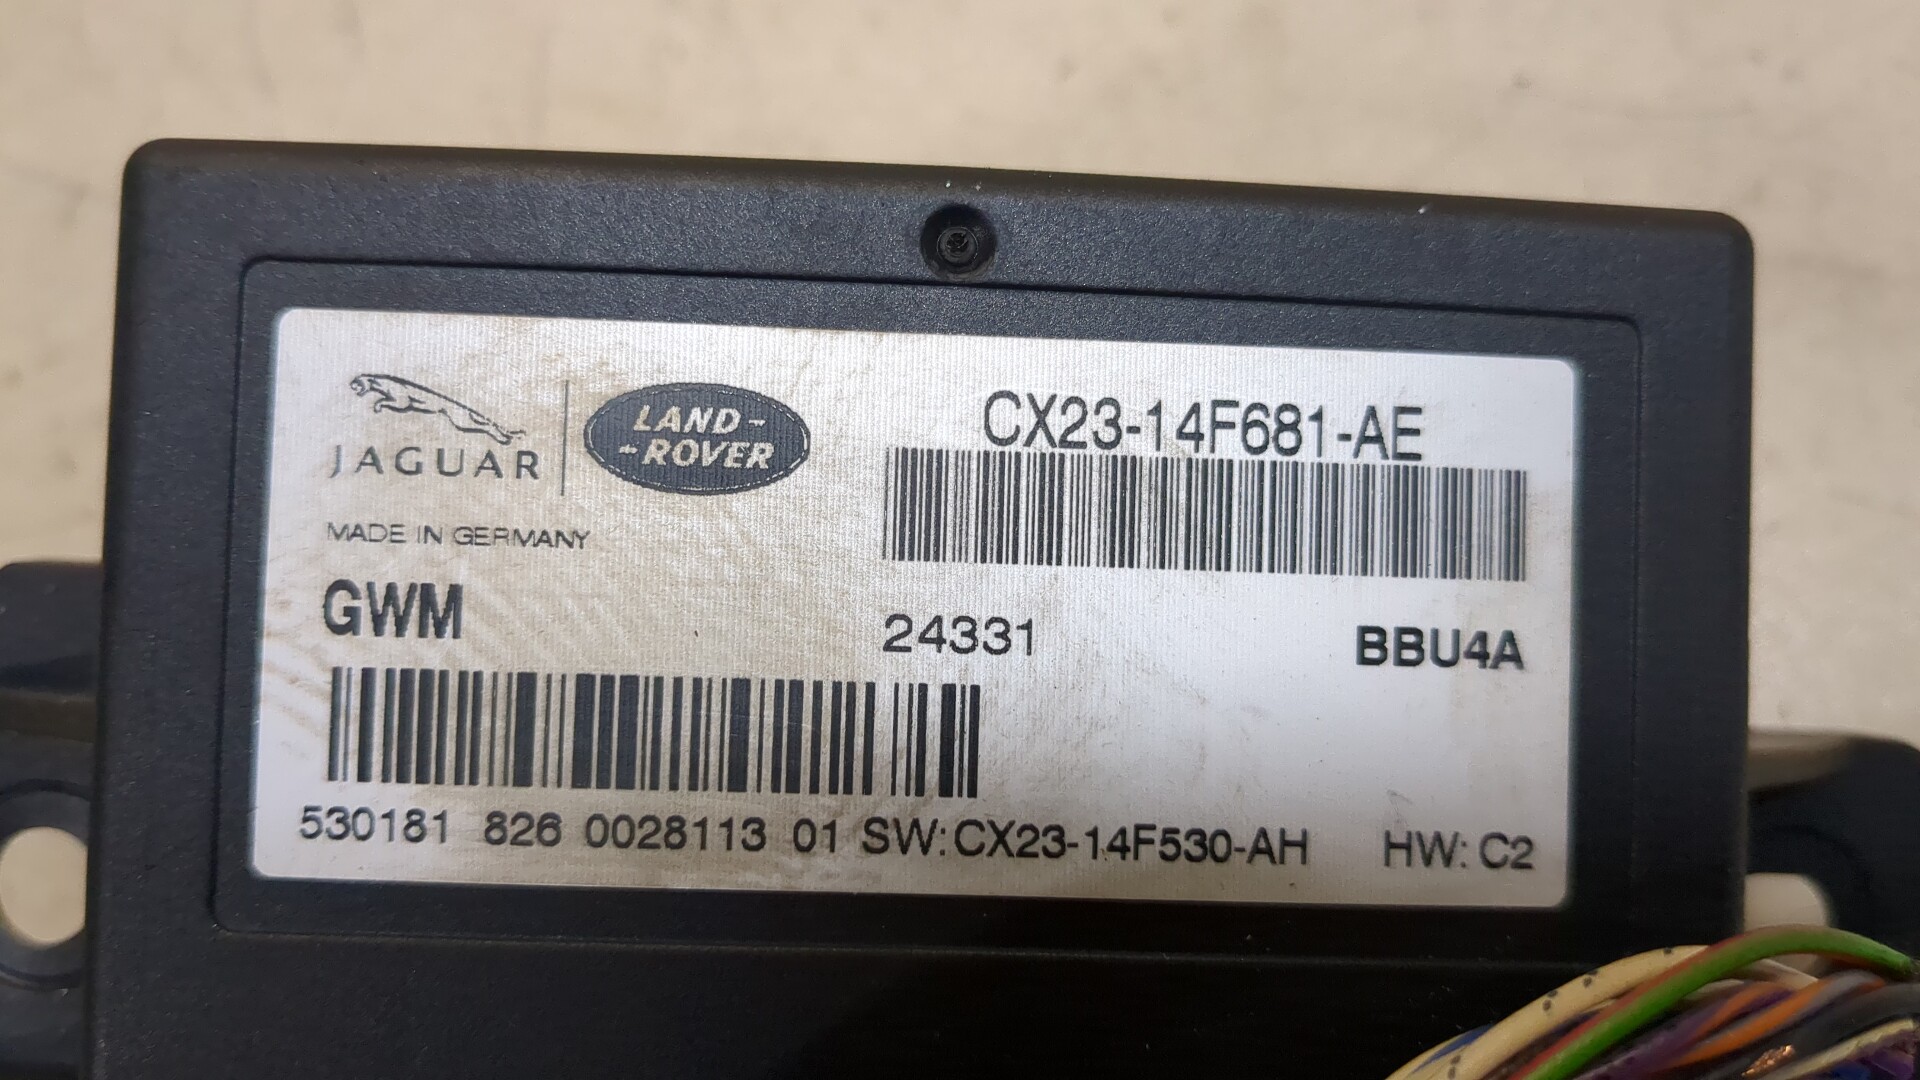 JAGUAR
LAND-
-ROVER
CX23-14F681-AE
MADE IN GERMANY
GWM 24331 BBU4A
530181 826 0028113 01 SW:CX23-14F530-AH HW: C2